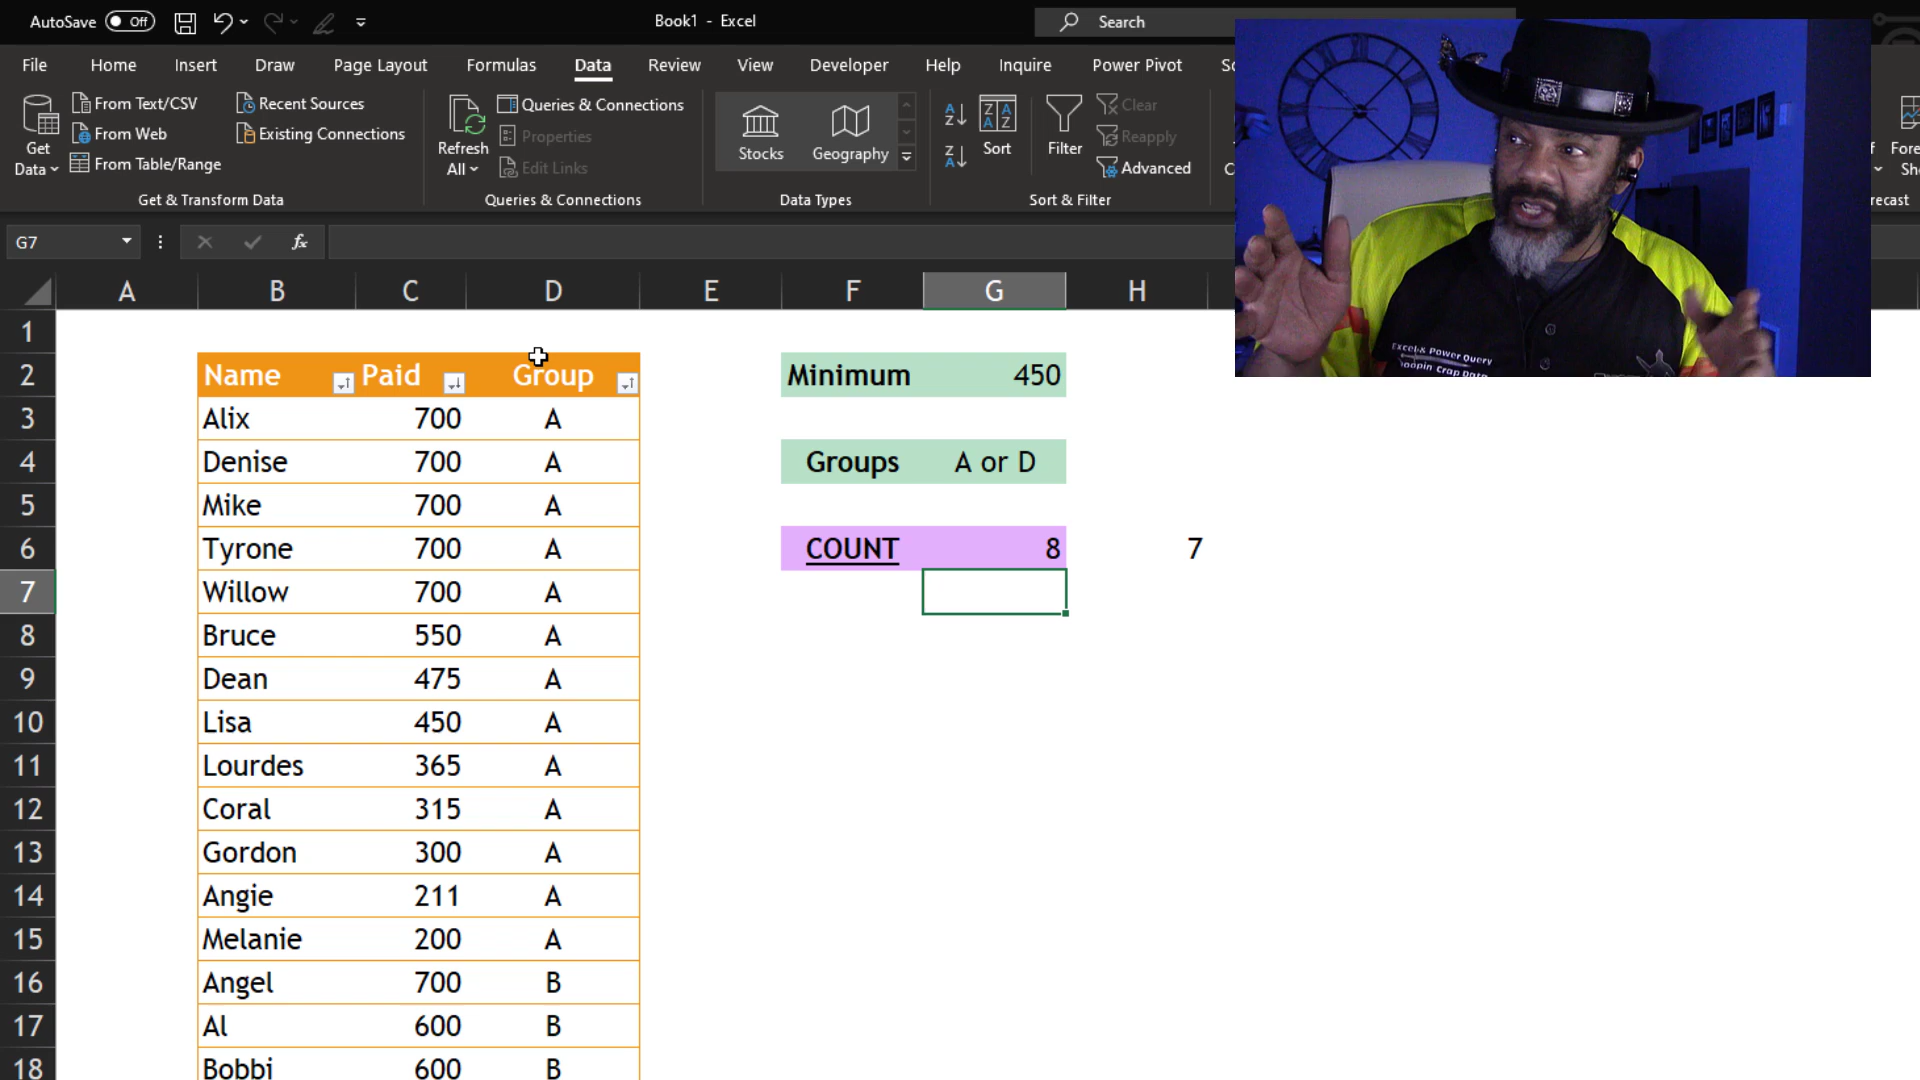 AutoSave Off
Book1 - Excel
Search
File Home Insert Draw Page Layout Formulas Data Review View Developer Help Inquire Power Pivot
Get Data
From Text/CSV
From Web
From Table/Range
Recent Sources
Existing Connections
Get & Transform Data
Refresh All
Queries & Connections
Properties
Edit Links
Queries & Connections
Stocks
Geography
Data Types
Sort
Filter
Clear
Reapply
Advanced
Sort & Filter
G7
fx
A B C D E F G H
1
2 Name Paid Group Minimum 450
3 Alix 700 A
4 Denise 700 A Groups A or D
5 Mike 700 A
6 Tyrone 700 A COUNT 8 7
7 Willow 700 A
8 Bruce 550 A
9 Dean 475 A
10 Lisa 450 A
11 Lourdes 365 A
12 Coral 315 A
13 Gordon 300 A
14 Angie 211 A
15 Melanie 200 A
16 Angel 700 B
17 Al 600 B
18 Bobbi 600 B
Excel & Power Query